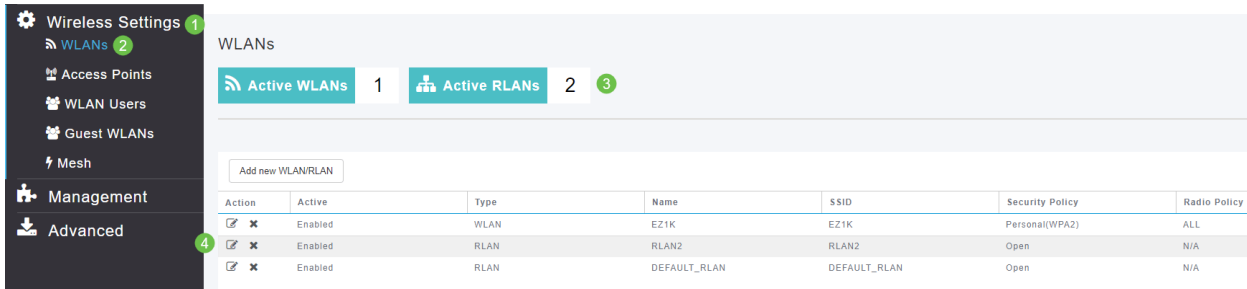 Wireless Settings 1
WLANs 2
Access Points
WLAN Users
Guest WLANs
Mesh
Management
Advanced
WLANs
Active WLANs 1 Active RLANs 2 3
Add new WLAN/RLAN
Action Active Type Name SSID Security Policy Radio Policy
Enabled WLAN EZ1K EZ1K Personal(WPA2) ALL
4 Enabled RLAN RLAN2 RLAN2 Open N/A
Enabled RLAN DEFAULT_RLAN DEFAULT_RLAN Open N/A